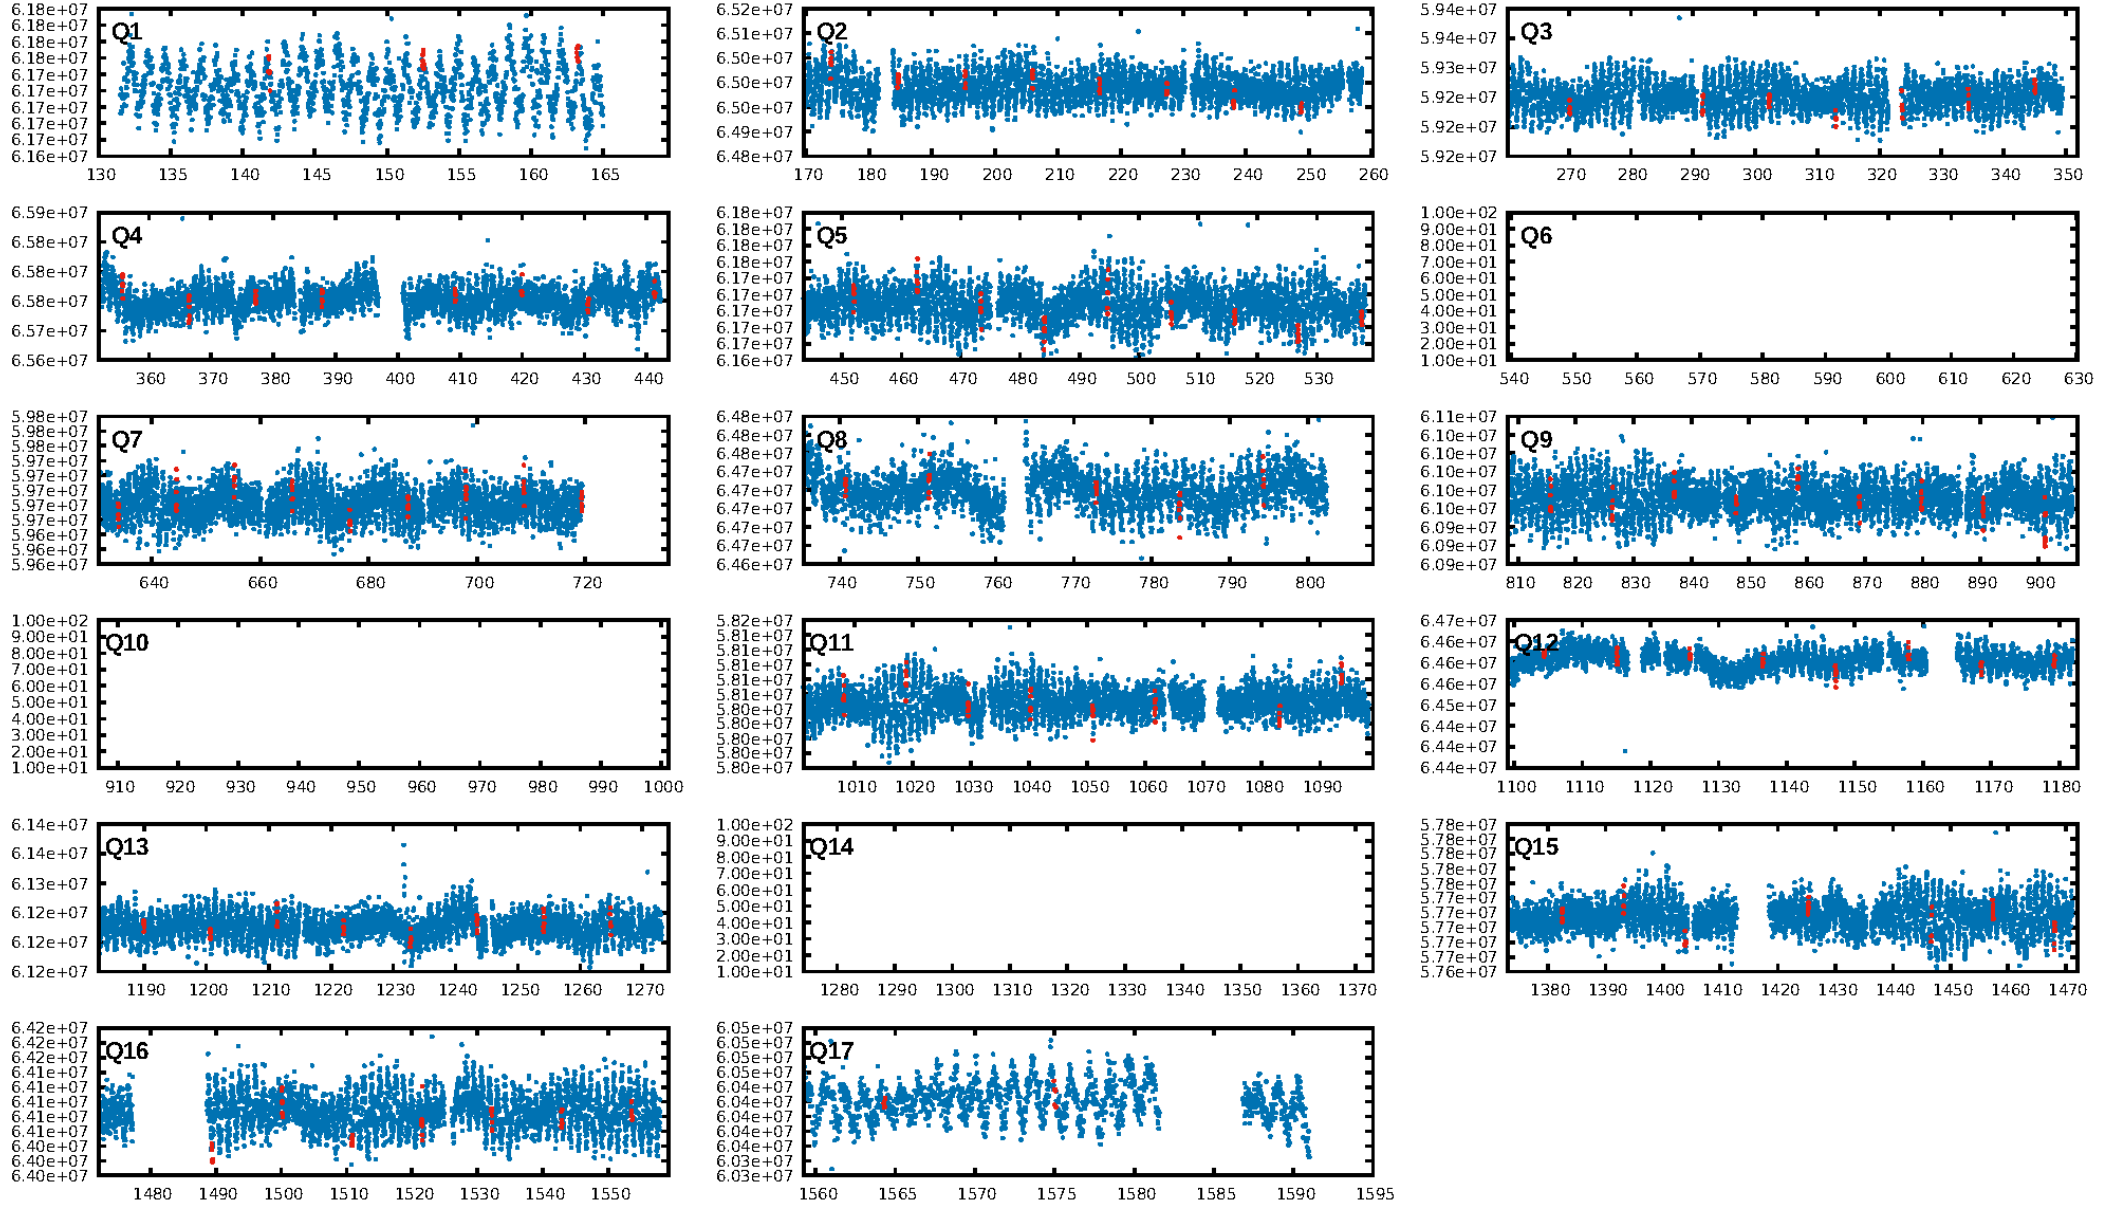 Q1
6.18e+07
6.18e+07
6.18e+07
6.18e+07
6.17e+07
6.17e+07
6.17e+07
6.17e+07
6.17e+07
6.16e+07
130 135 140 145 150 155 160 165
Q2
6.52e+07
6.51e+07
6.50e+07
6.50e+07
6.50e+07
6.49e+07
6.48e+07
170 180 190 200 210 220 230 240 250 260
Q3
5.94e+07
5.94e+07
5.93e+07
5.92e+07
5.92e+07
5.92e+07
270 280 290 300 310 320 330 340 350
Q4
6.59e+07
6.58e+07
6.58e+07
6.58e+07
6.57e+07
6.56e+07
360 370 380 390 400 410 420 430 440
Q5
6.18e+07
6.18e+07
6.18e+07
6.17e+07
6.17e+07
6.17e+07
6.17e+07
6.17e+07
6.16e+07
450 460 470 480 490 500 510 520 530
Q6
1.00e+02
9.00e+01
8.00e+01
7.00e+01
6.00e+01
5.00e+01
4.00e+01
3.00e+01
2.00e+01
1.00e+01
540 550 560 570 580 590 600 610 620 630
Q7
5.98e+07
5.98e+07
5.98e+07
5.97e+07
5.97e+07
5.97e+07
5.97e+07
5.97e+07
5.96e+07
5.96e+07
5.96e+07
640 660 680 700 720
Q8
6.48e+07
6.48e+07
6.48e+07
6.47e+07
6.47e+07
6.47e+07
6.47e+07
6.47e+07
6.46e+07
740 750 760 770 780 790 800
Q9
6.11e+07
6.10e+07
6.10e+07
6.10e+07
6.10e+07
6.10e+07
6.09e+07
6.09e+07
6.09e+07
810 820 830 840 850 860 870 880 890 900
Q10
1.00e+02
9.00e+01
8.00e+01
7.00e+01
6.00e+01
5.00e+01
4.00e+01
3.00e+01
2.00e+01
1.00e+01
910 920 930 940 950 960 970 980 990 1000
Q11
5.82e+07
5.81e+07
5.81e+07
5.81e+07
5.81e+07
5.81e+07
5.80e+07
5.80e+07
5.80e+07
5.80e+07
5.80e+07
1010 1020 1030 1040 1050 1060 1070 1080 1090
Q12
6.47e+07
6.46e+07
6.46e+07
6.46e+07
6.45e+07
6.44e+07
6.44e+07
6.44e+07
1100 1110 1120 1130 1140 1150 1160 1170 1180
Q13
6.14e+07
6.14e+07
6.13e+07
6.12e+07
6.12e+07
6.12e+07
1190 1200 1210 1220 1230 1240 1250 1260 1270
Q14
1.00e+02
9.00e+01
8.00e+01
7.00e+01
6.00e+01
5.00e+01
4.00e+01
3.00e+01
2.00e+01
1.00e+01
1280 1290 1300 1310 1320 1330 1340 1350 1360 1370
Q15
5.78e+07
5.78e+07
5.78e+07
5.78e+07
5.78e+07
5.77e+07
5.77e+07
5.77e+07
5.77e+07
5.77e+07
5.76e+07
1380 1390 1400 1410 1420 1430 1440 1450 1460 1470
Q16
6.42e+07
6.42e+07
6.42e+07
6.41e+07
6.41e+07
6.41e+07
6.41e+07
6.41e+07
6.40e+07
6.40e+07
6.40e+07
1480 1490 1500 1510 1520 1530 1540 1550
Q17
6.05e+07
6.05e+07
6.05e+07
6.05e+07
6.04e+07
6.04e+07
6.04e+07
6.04e+07
6.04e+07
6.03e+07
6.03e+07
1560 1565 1570 1575 1580 1585 1590 1595